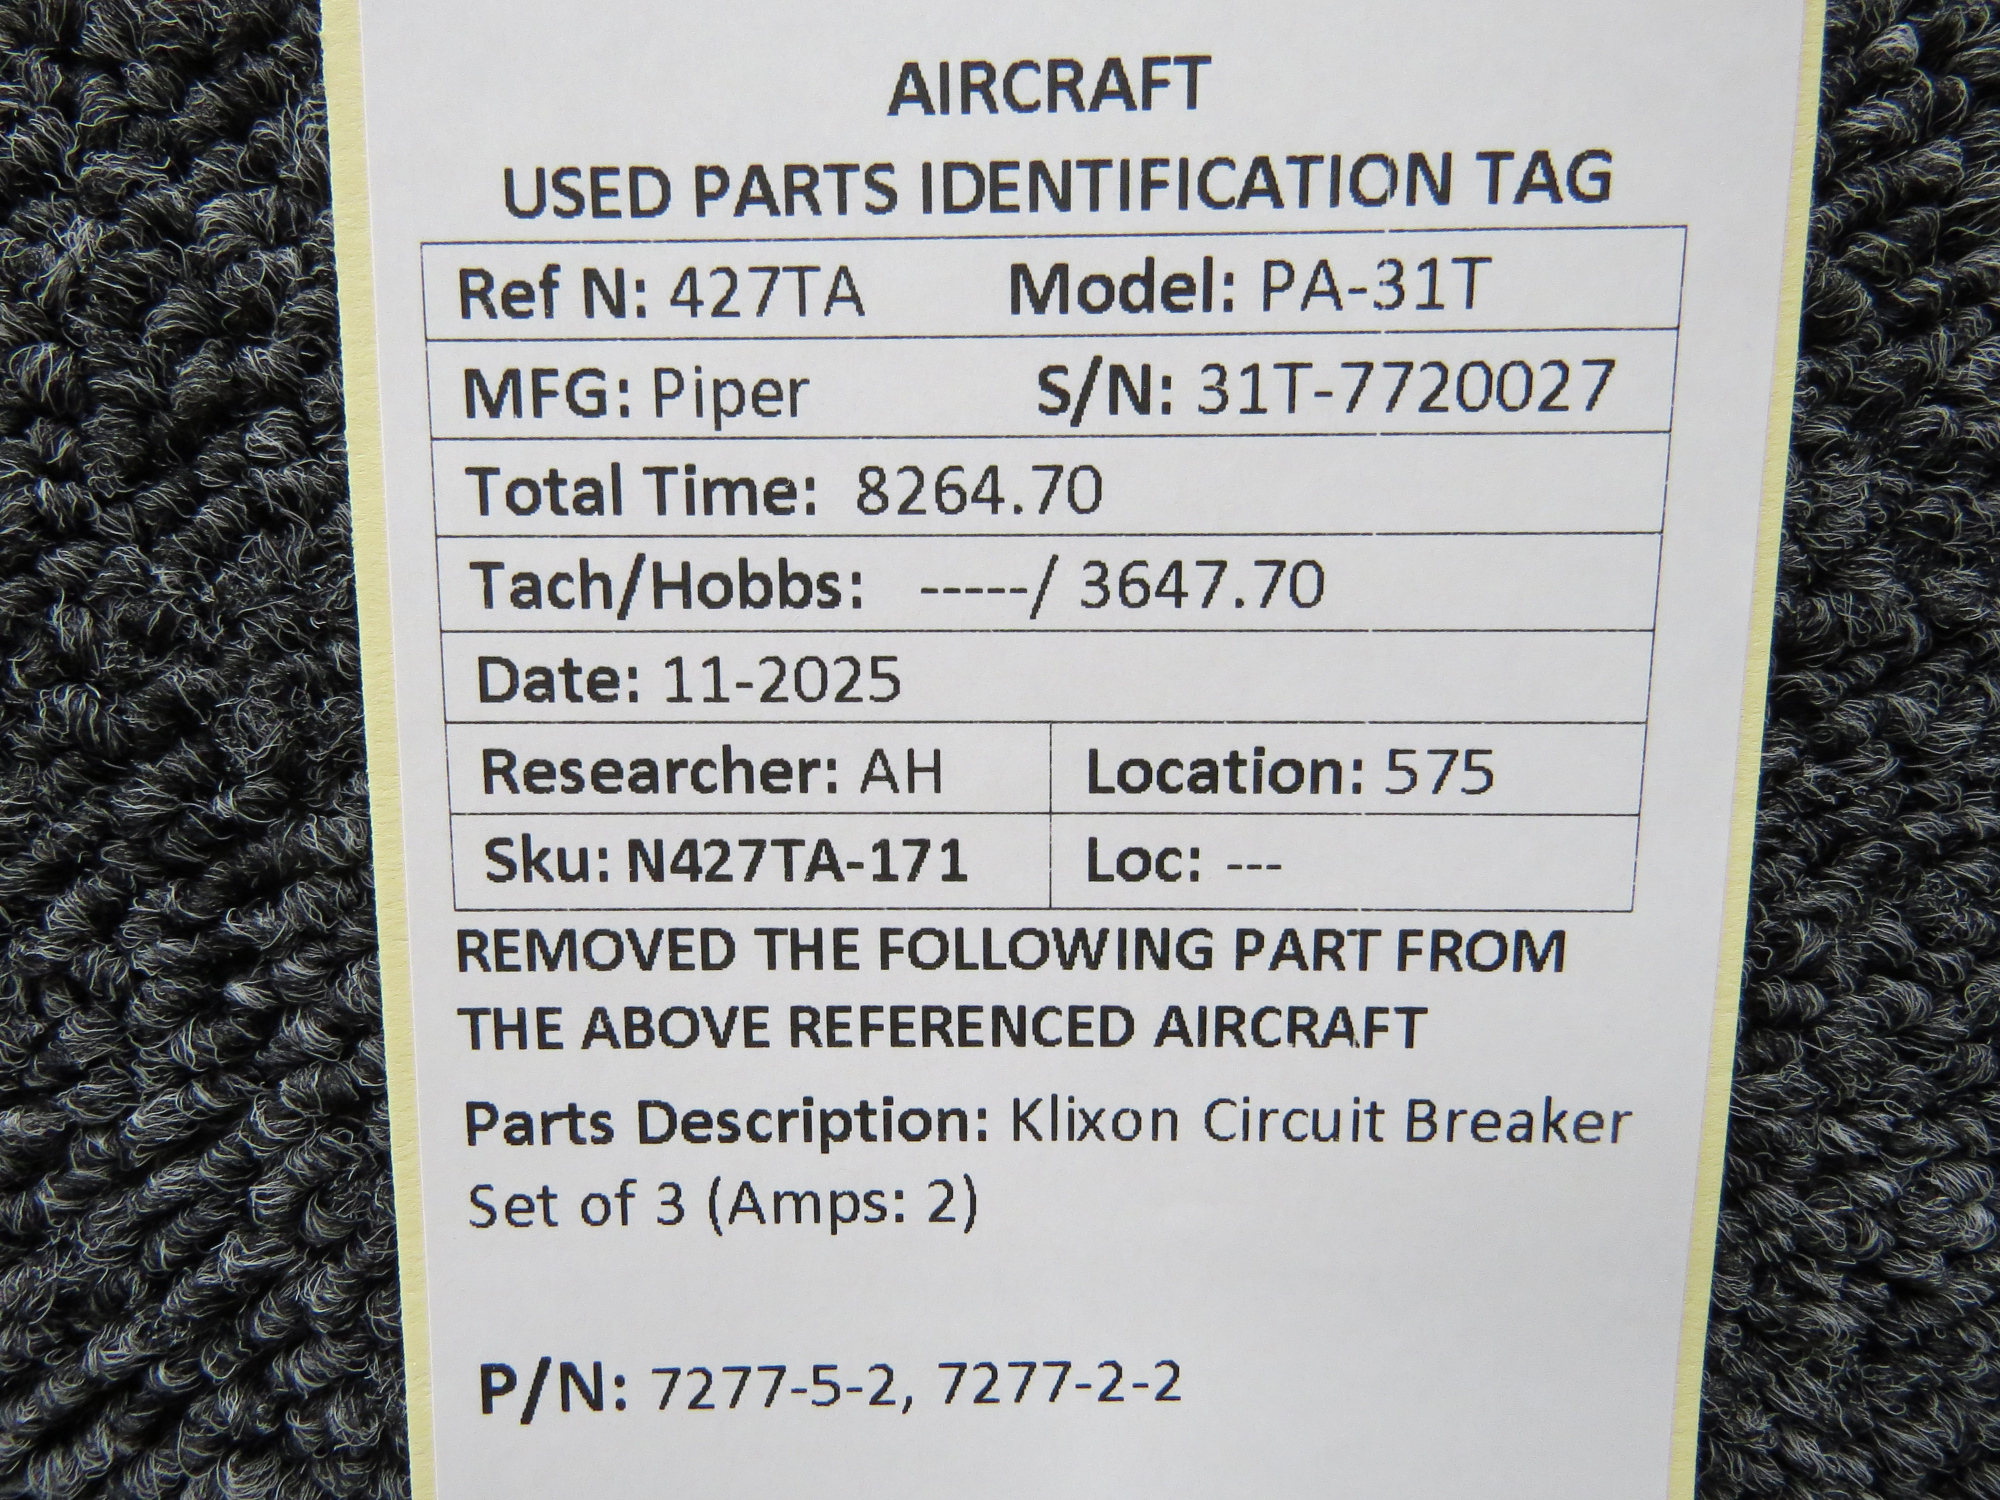 AIRCRAFT
USED PARTS IDENTIFICATION TAG
Ref N: 427TA Model: PA-31T
MFG: Piper S/N: 31T-7720027
Total Time: 8264.70
Tach/Hobbs: -----/ 3647.70
Date: 11-2025
Researcher: AH Location: 575
Sku: N427TA-171 Loc: ---
REMOVED THE FOLLOWING PART FROM
THE ABOVE REFERENCED AIRCRAFT
Parts Description: Klixon Circuit Breaker
Set of 3 (Amps: 2)
P/N: 7277-5-2, 7277-2-2